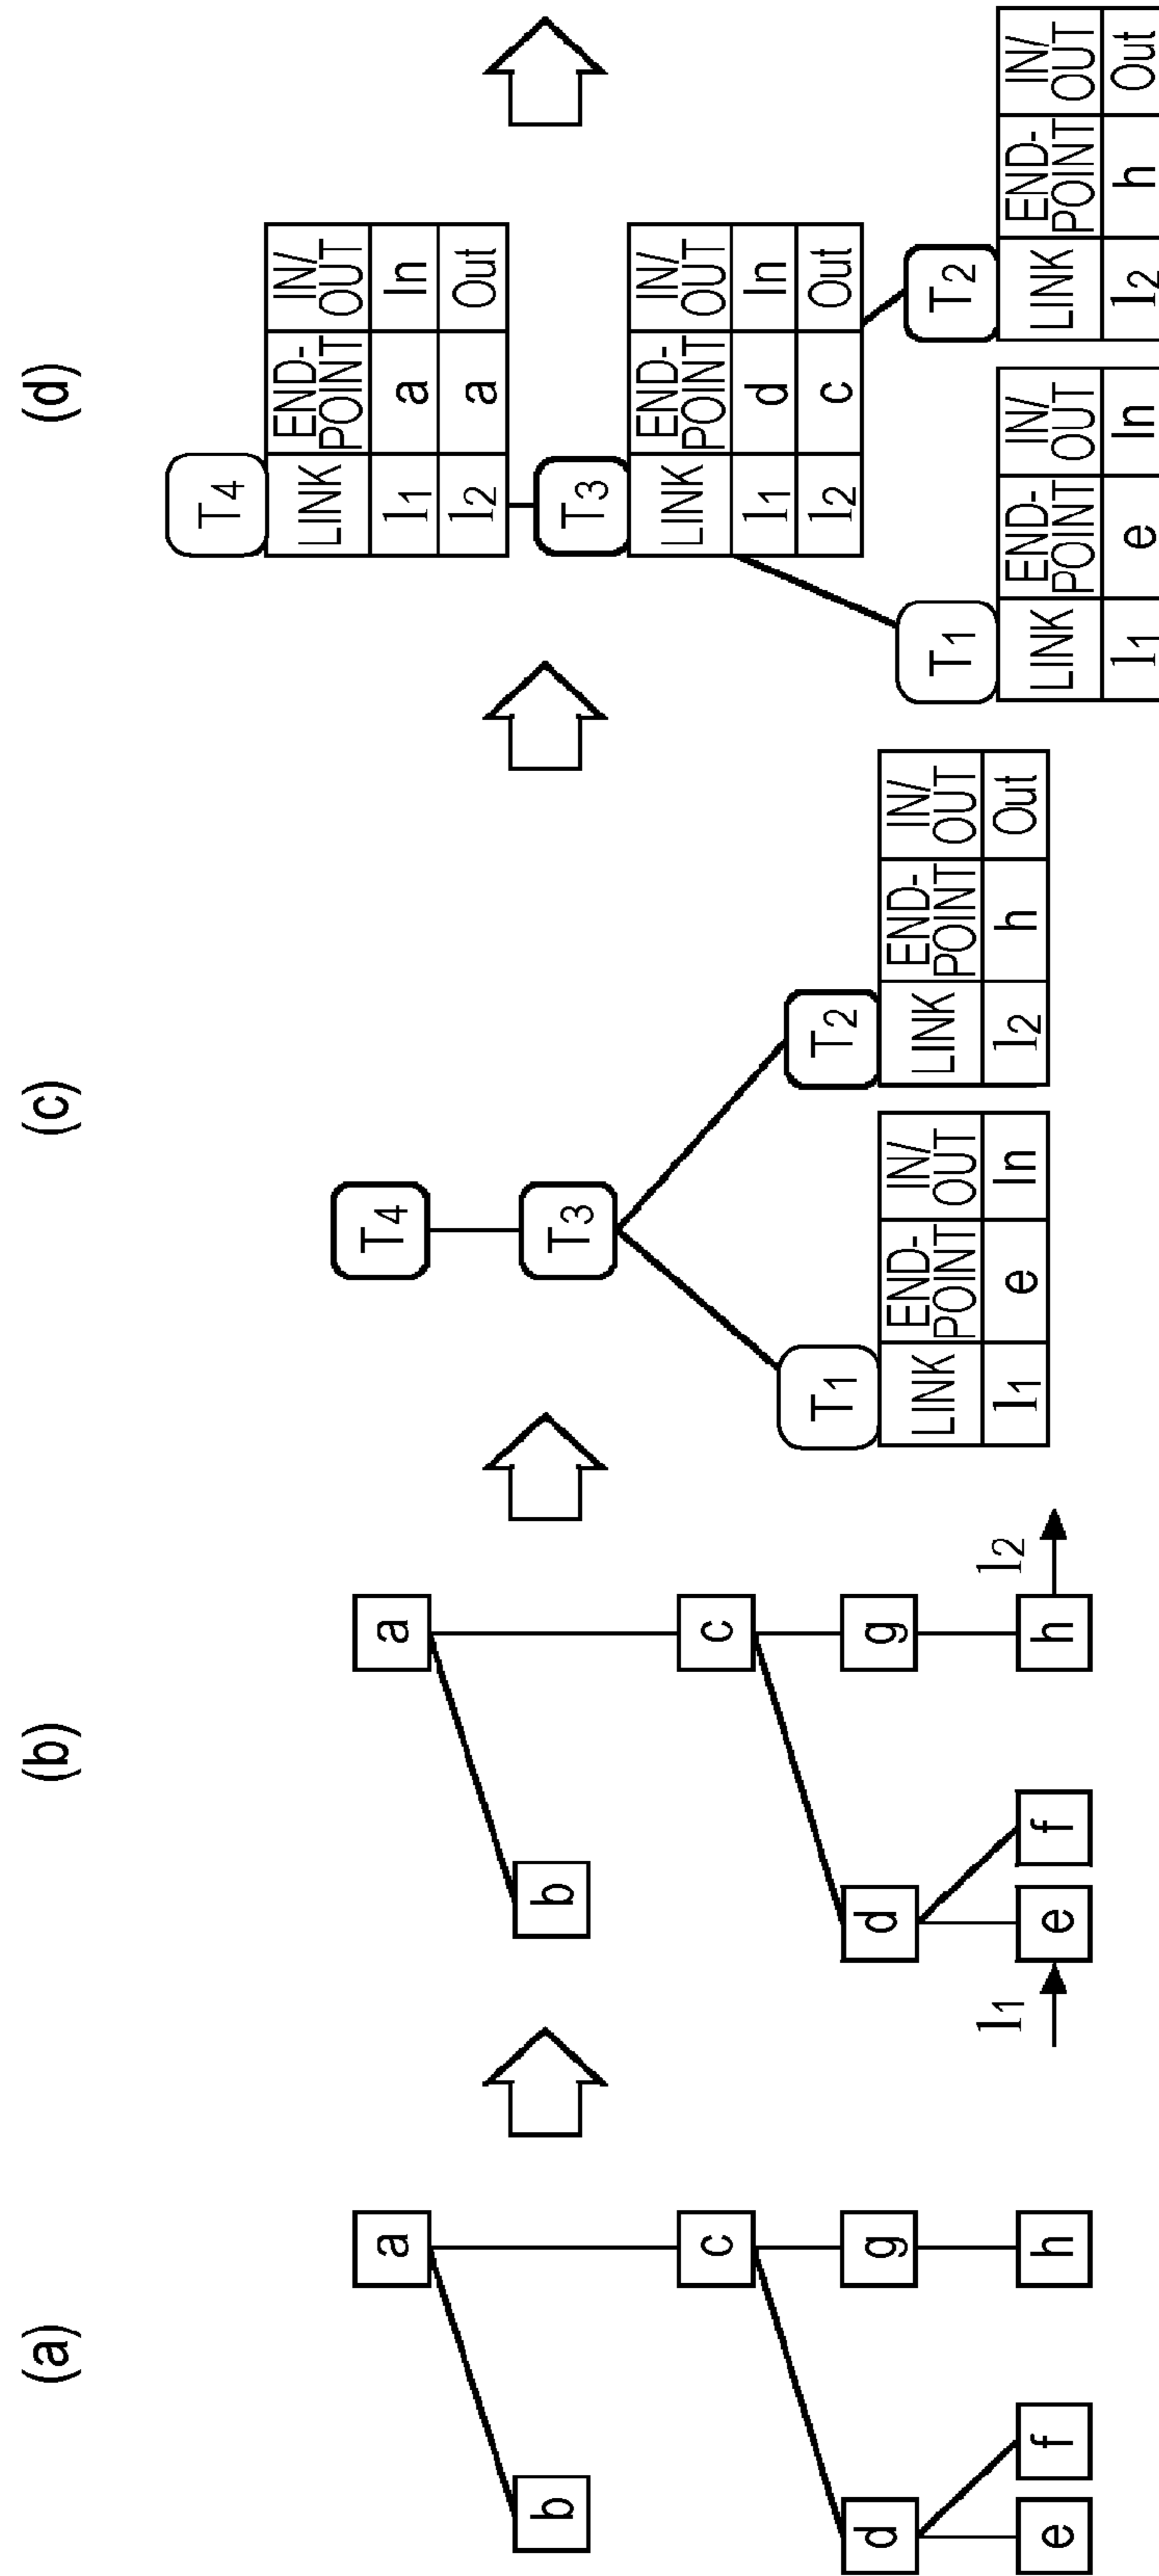 (a)
a
b
c
d
g
e
f
h
(b)
a
b
c
d
g
e
f
h
l1
l2
(c)
T4
T3
T1
T2
LINK END-POINT IN/OUT
l1 e In
LINK END-POINT IN/OUT
l2 h Out
(d)
T4
LINK END-POINT IN/OUT
l1 a In
l2 a Out
T3
LINK END-POINT IN/OUT
l1 d In
l2 c Out
T1
LINK END-POINT IN/OUT
l1 e In
T2
LINK END-POINT IN/OUT
l2 h Out